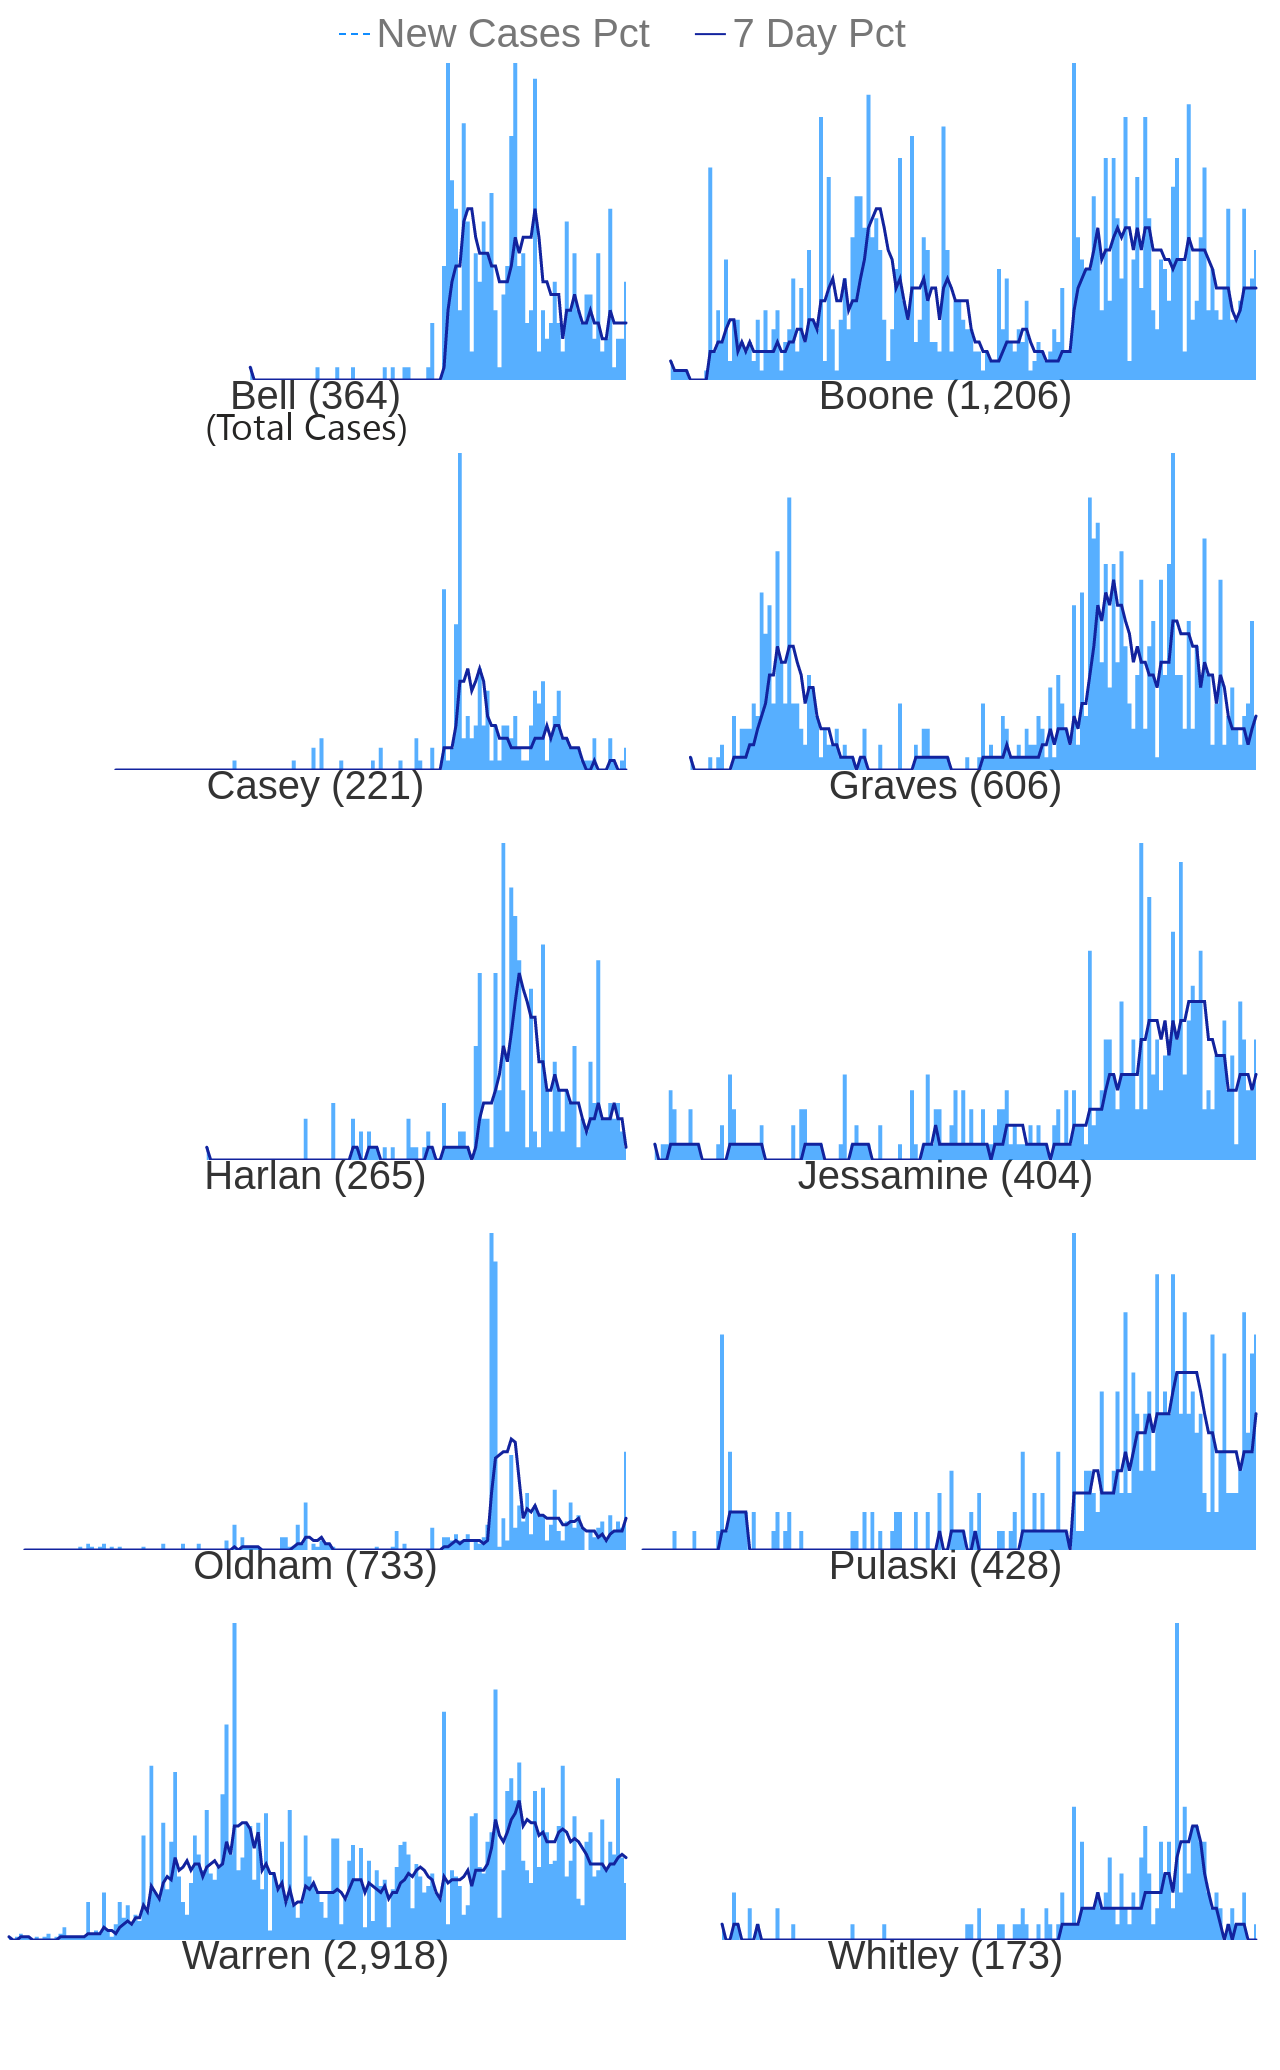 New Cases Pct 7 Day Pct
Bell (364) Boone (1,206)
(Total Cases)
Casey (221) Graves (606)
Harlan (265) Jessamine (404)
Oldham (733) Pulaski (428)
Warren (2,918) Whitley (173)